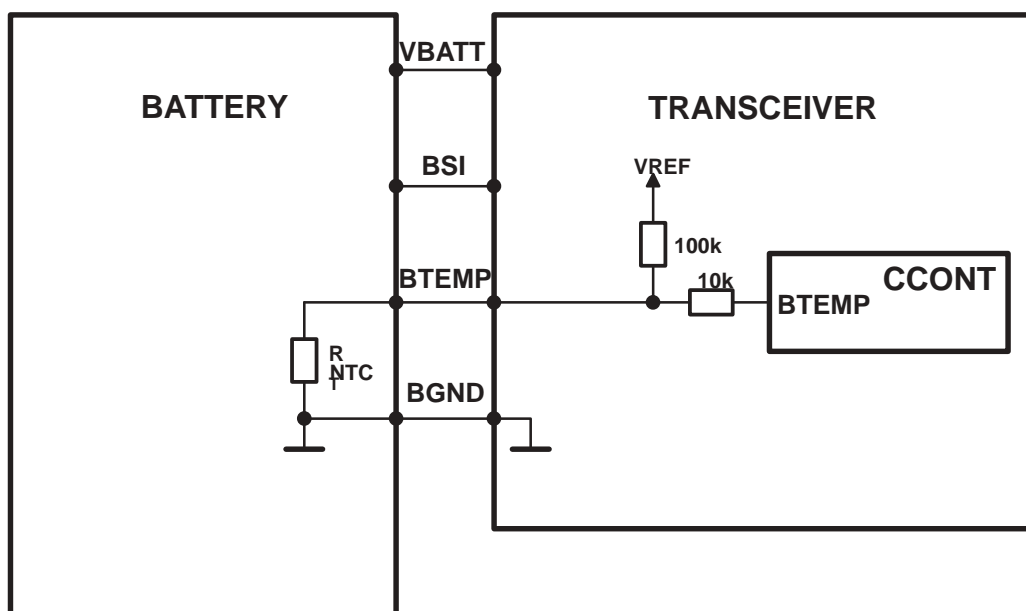 VBATT
BATTERY
TRANSCEIVER
BSI
VREF
100k
BTEMP
10k
CCONT
BTEMP
R
NTC
T
BGND